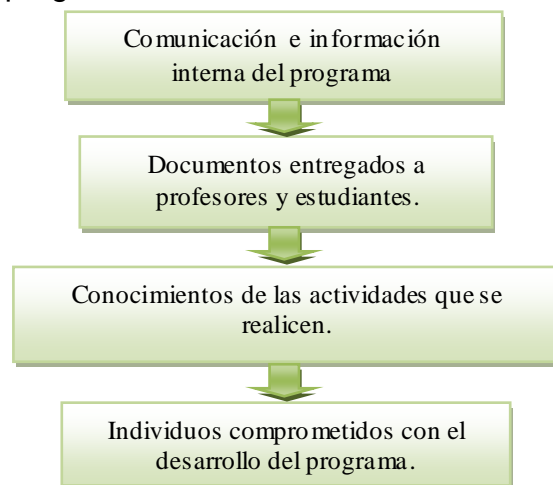 Comunicación e información
interna del programa
Documentos entregados a
profesores y estudiantes.
Conocimientos de las actividades que se
realicen.
Individuos comprometidos con el
desarrollo del programa.